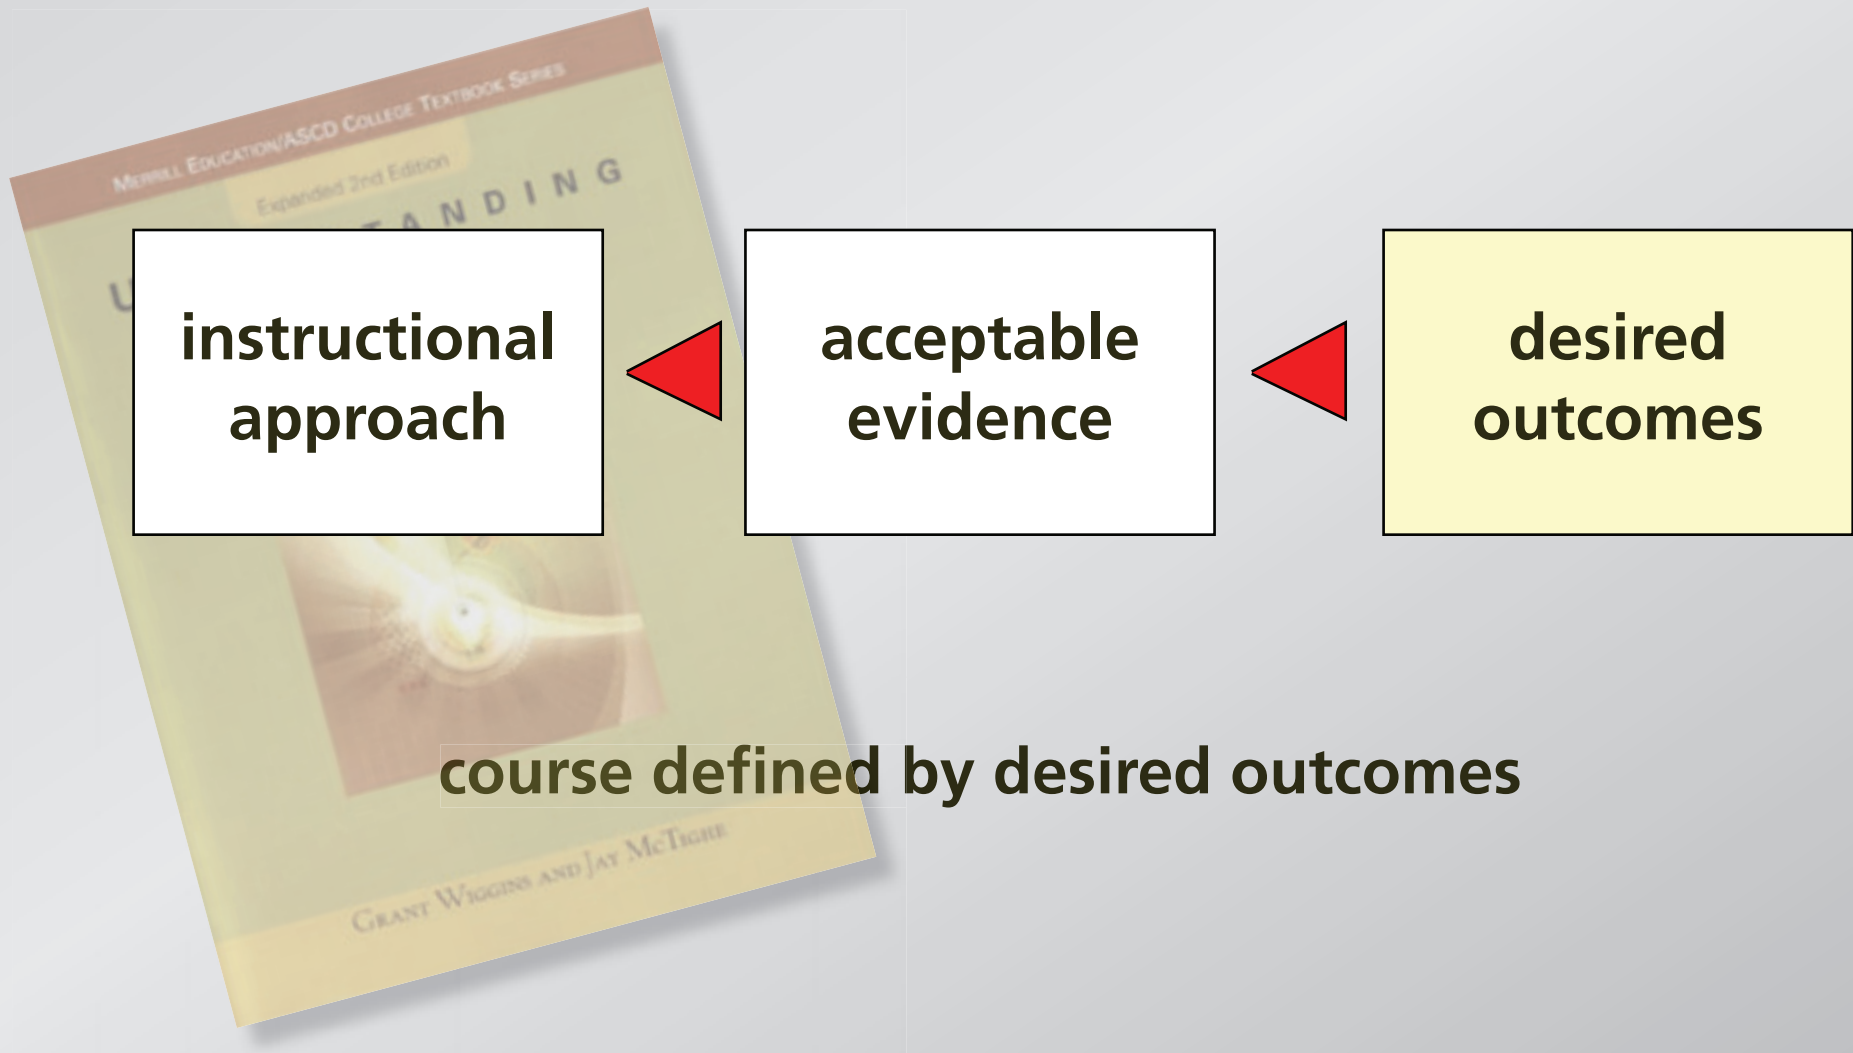 MERRILL EDUCATION/ASCD COLLEGE TEXTBOOK SERIES
Expanded 2nd Edition
instructional
approach
acceptable
evidence
desired
outcomes
course defined by desired outcomes
GRANT WIGGINS AND JAY MCTIGHE